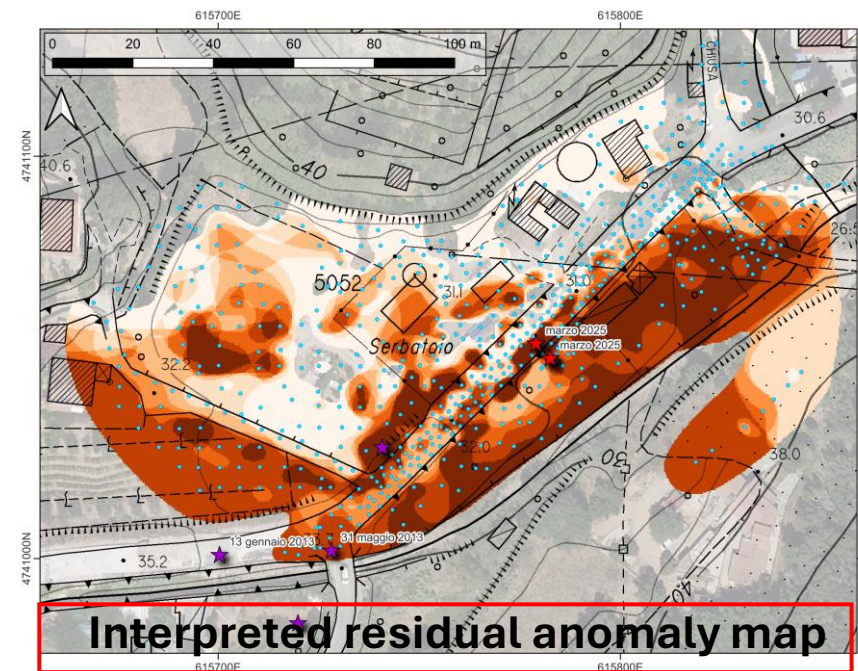 615700E 615800E
0 20 40 60 80 100 m
CHIUSA
30.6
4741100N
40.6
40
26.5
5052
31.1
31.0
marzo 2025
marzo 2025
Serbatoio
32.2
32.0
38.0
30
13 gennaio 2013
31 maggio 2013
4741000N
35.2
40
Interpreted residual anomaly map
615700E 615800E